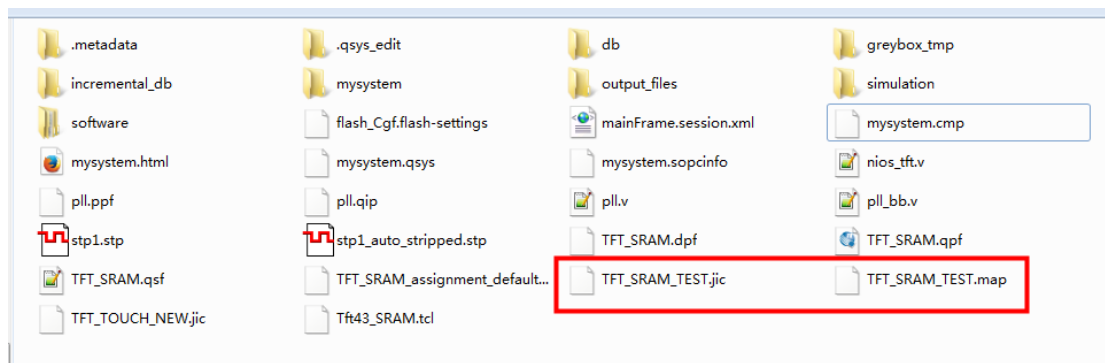 .metadata
.qsys_edit
db
greybox_tmp
incremental_db
mysystem
output_files
simulation
software
flash_Cgf.flash-settings
mainFrame.session.xml
mysystem.cmp
mysystem.html
mysystem.qsys
mysystem.sopcinfo
nios_tft.v
pll.ppf
pll.qip
pll.v
pll_bb.v
stp1.stp
stp1_auto_stripped.stp
TFT_SRAM.dpf
TFT_SRAM.qpf
TFT_SRAM.qsf
TFT_SRAM_assignment_default...
TFT_SRAM_TEST.jic
TFT_SRAM_TEST.map
TFT_TOUCH_NEW.jic
Tft43_SRAM.tcl